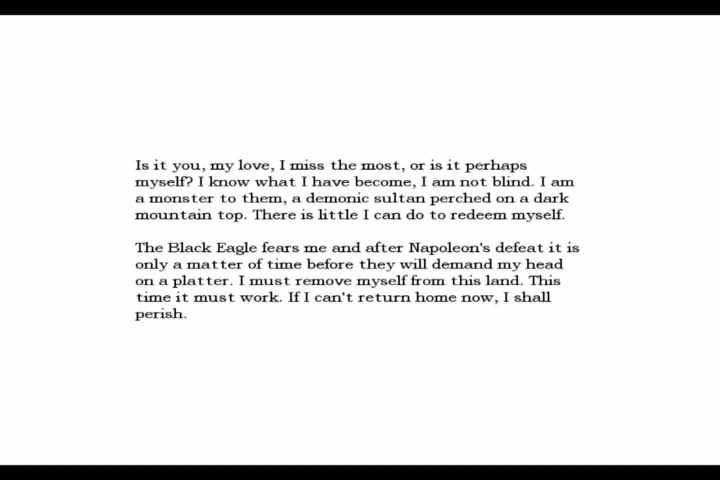 Is it you, my love, I miss the most, or is it perhaps
myself? I know what I have become, I am not blind. I am
a monster to them, a demonic sultan perched on a dark
mountain top. There is little I can do to redeem myself.
The Black Eagle fears me and after Napoleon's defeat it is
only a matter of time before they will demand my head
on a platter. I must remove myself from this land. This
time it must work. If I can't return home now, I shall
perish.